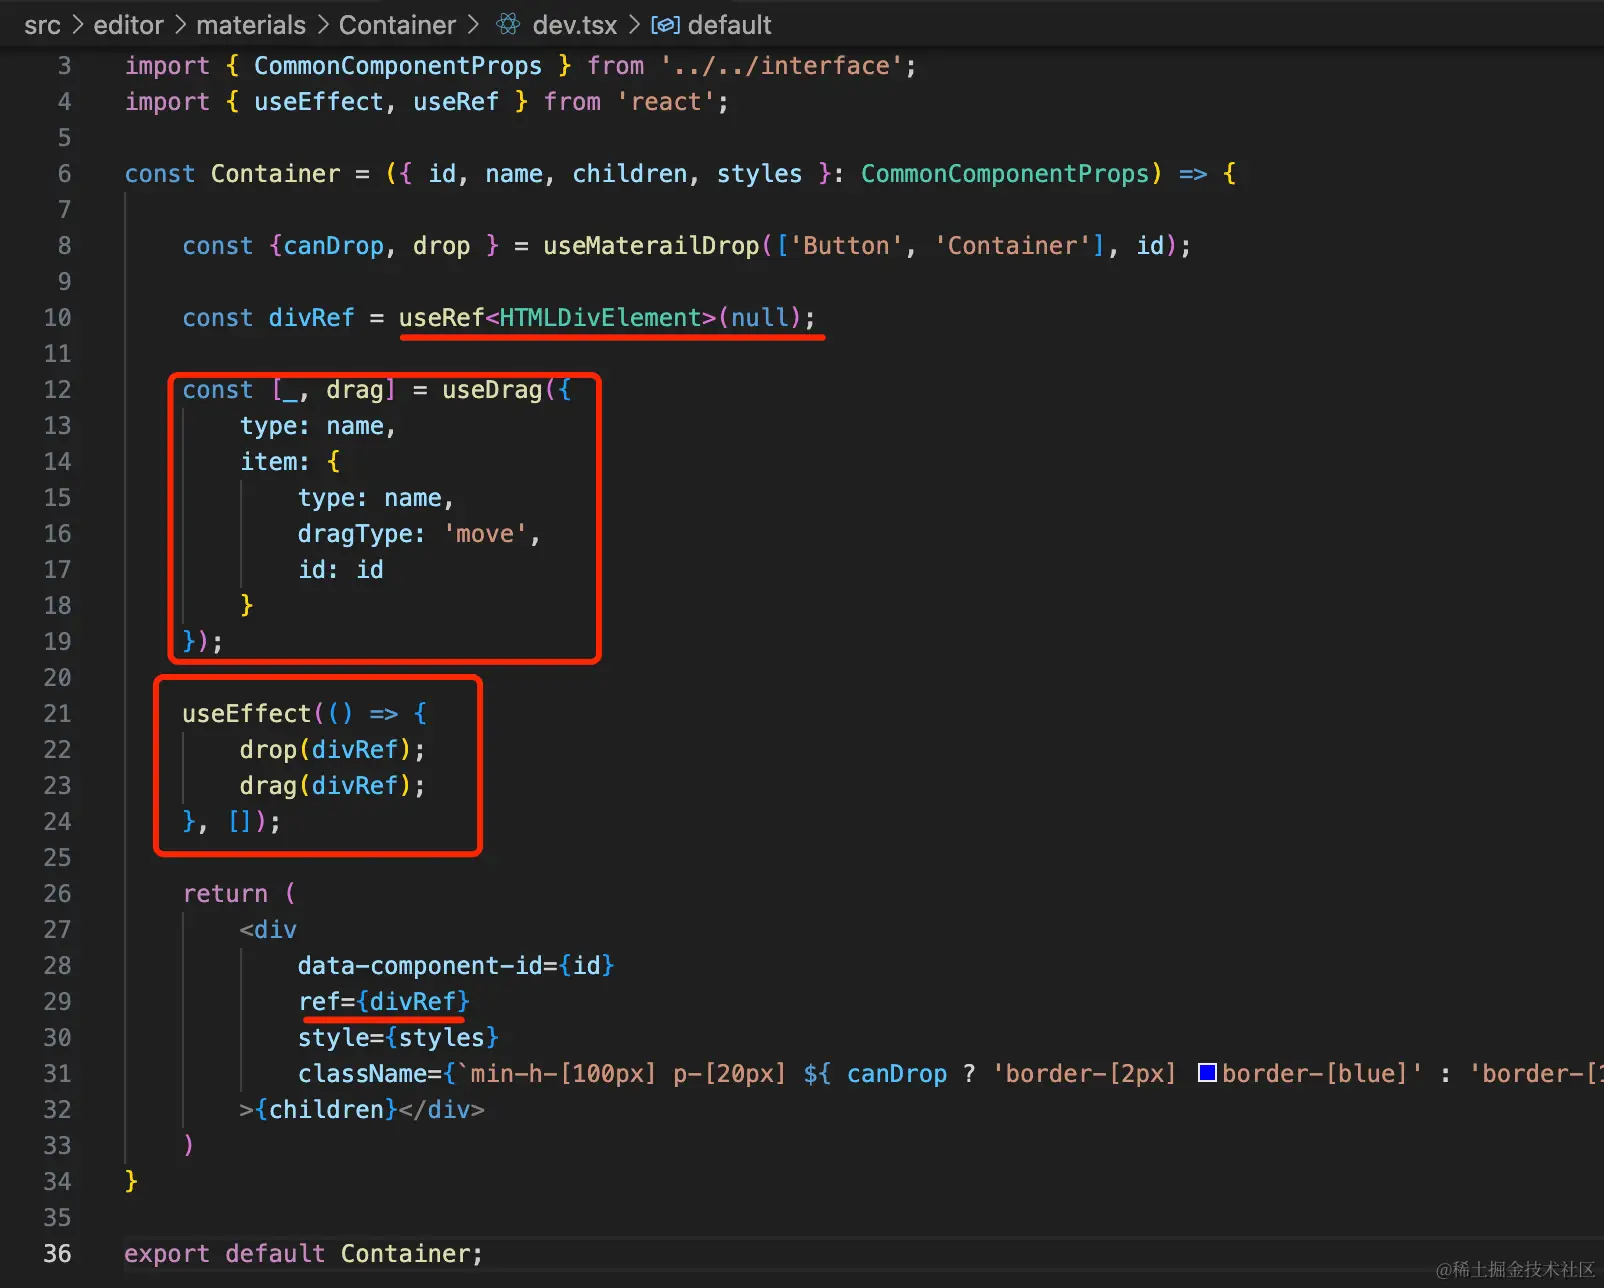 src > editor > materials > Container > dev.tsx > default
3 import { CommonComponentProps } from '../../interface';
4 import { useEffect, useRef } from 'react';
5
6 const Container = ({ id, name, children, styles }: CommonComponentProps) => {
7
8 const {canDrop, drop } = useMaterailDrop(['Button', 'Container'], id);
9
10 const divRef = useRef<HTMLDivElement>(null);
11
12 const [_, drag] = useDrag({
13 type: name,
14 item: {
15 type: name,
16 dragType: 'move',
17 id: id
18 }
19 });
20
21 useEffect(() => {
22 drop(divRef);
23 drag(divRef);
24 }, []);
25
26 return (
27 <div
28 data-component-id={id}
29 ref={divRef}
30 style={styles}
31 className={`min-h-[100px] p-[20px] ${ canDrop ? 'border-[2px] border-[blue]' : 'border-[1
32 >{children}</div>
33 )
34 }
35
36 export default Container;
@稀土掘金技术社区